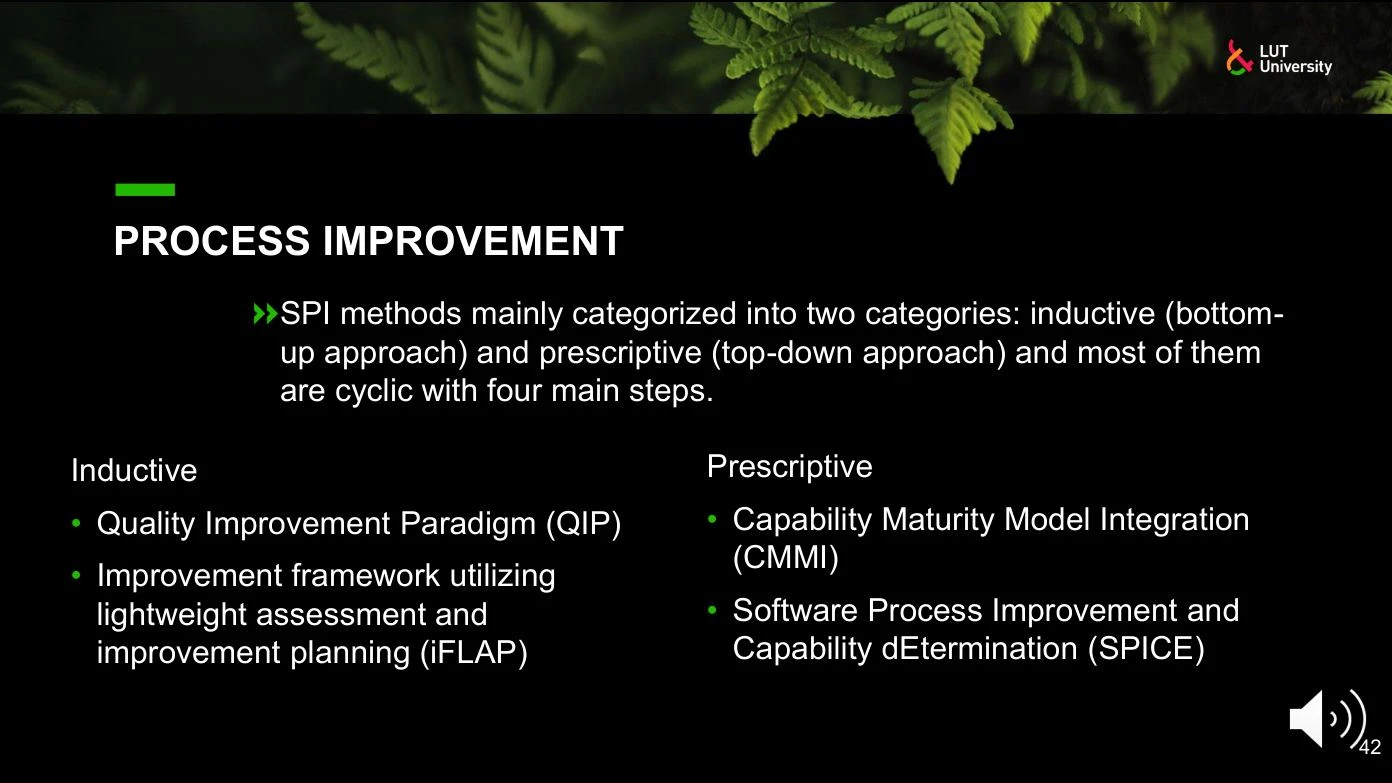 LUT
University
PROCESS IMPROVEMENT
SPI methods mainly categorized into two categories: inductive (bottom-
up approach) and prescriptive (top-down approach) and most of them
are cyclic with four main steps.
Inductive
• Quality Improvement Paradigm (QIP)
• Improvement framework utilizing
lightweight assessment and
improvement planning (iFLAP)
Prescriptive
• Capability Maturity Model Integration
(CMMI)
• Software Process Improvement and
Capability dEtermination (SPICE)
42